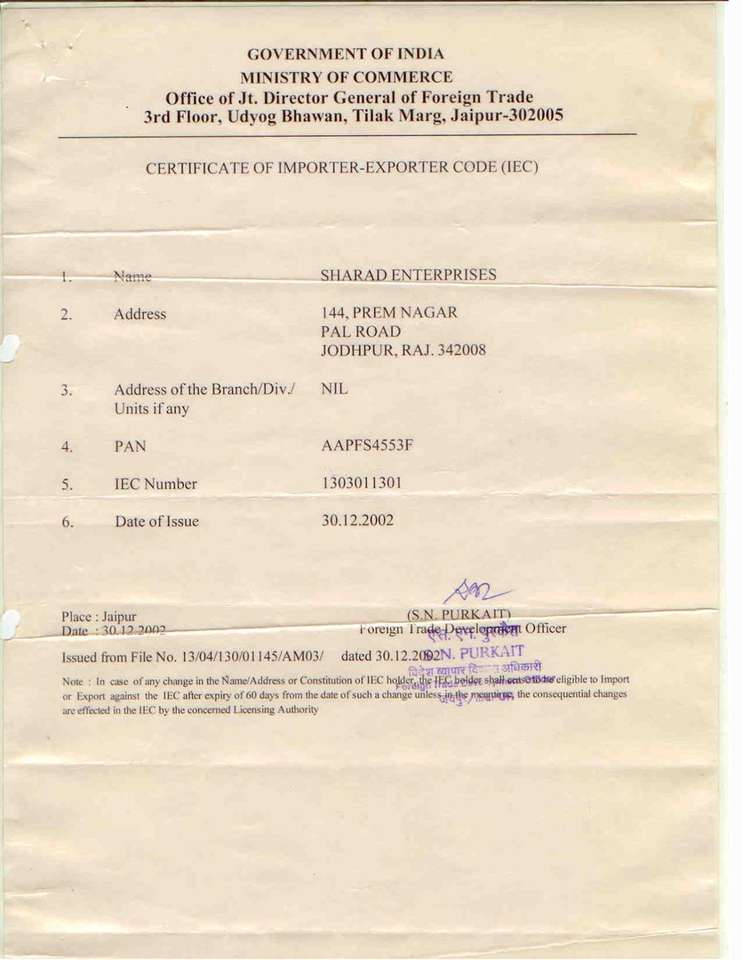 GOVERNMENT OF INDIA
MINISTRY OF COMMERCE
Office of Jt. Director General of Foreign Trade
3rd Floor, Udyog Bhawan, Tilak Marg, Jaipur-302005
CERTIFICATE OF IMPORTER-EXPORTER CODE (IEC)
1. Name SHARAD ENTERPRISES
2. Address 144, PREM NAGAR
PAL ROAD
JODHPUR, RAJ. 342008
3. Address of the Branch/Div./ NIL
Units if any
4. PAN AAPFS4553F
5. IEC Number 1303011301
6. Date of Issue 30.12.2002
Place : Jaipur (S.N. PURKAIT)
Date : 30.12.2002 Foreign Trade Development Officer
एस. एन. पुरकैत
Issued from File No. 13/04/130/01145/AM03/ dated 30.12.2002
S.N. PURKAIT
विदेश व्यापार अधिकारी
Note : In case of any change in the Name/Address or Constitution of IEC holder, the IEC holder shall cease to be eligible to Import
or Export against the IEC after expiry of 60 days from the date of such a change unless in the meantime, the consequential changes
are effected in the IEC by the concerned Licensing Authority